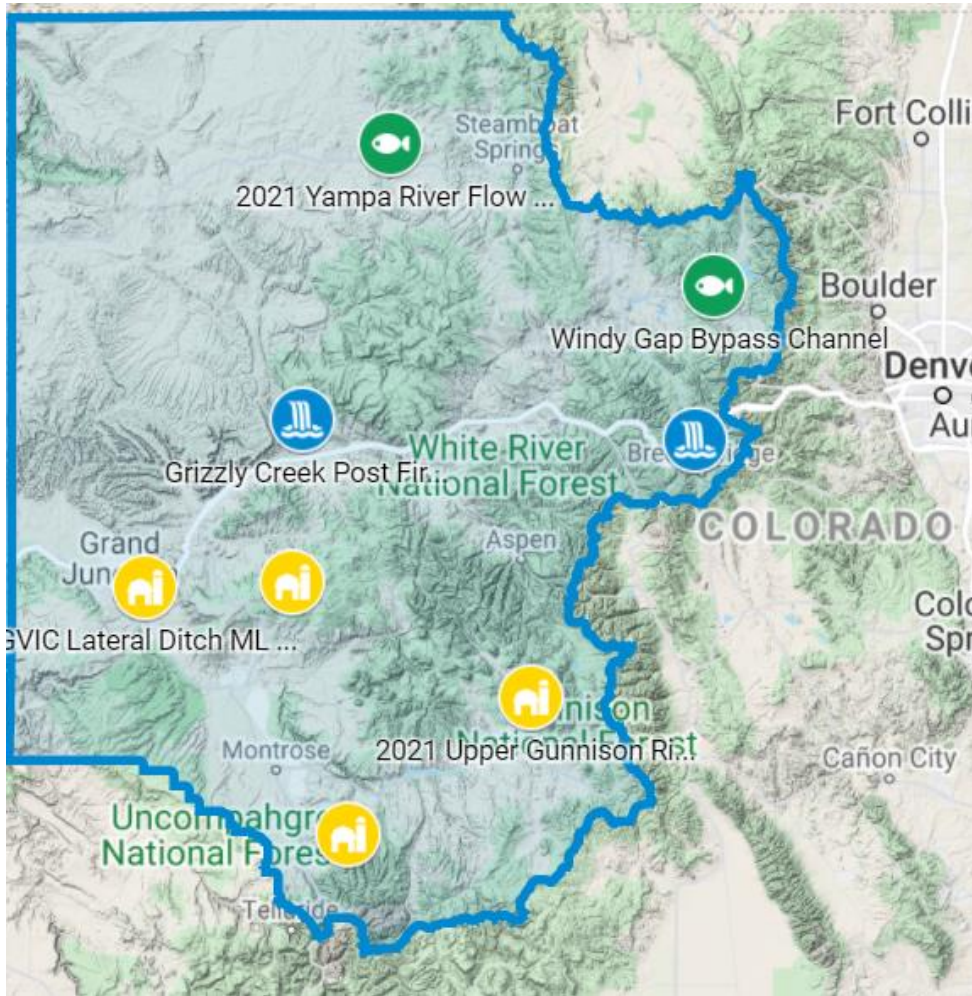 Fort Colli
Steamboat
Springs
2021 Yampa River Flow ...
Boulder
Windy Gap Bypass Channel
Denv
Au
White River
National Forest
Grizzly Creek Post Fir...
COLORADO
Aspen
Grand
GVIC Lateral Ditch ML ...
Colo
Spr
National Forest
2021 Upper Gunnison Ri...
Montrose
Cañon City
Uncompahgre
National Forest
Telluride